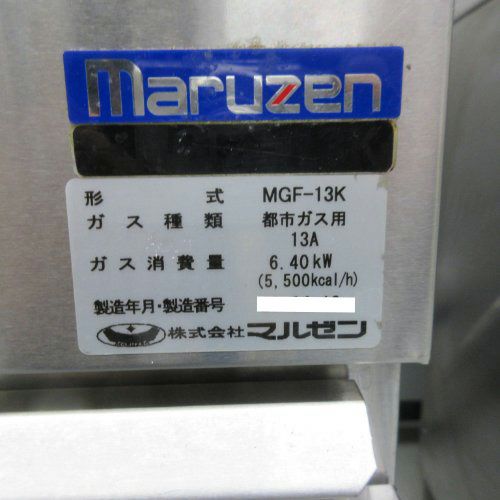 maruzen
形式 MGF-13K
ガス種類 都市ガス用
13A
ガス消費量 6.40kW
(5,500kcal/h)
製造年月・製造番号
株式会社 マルゼン